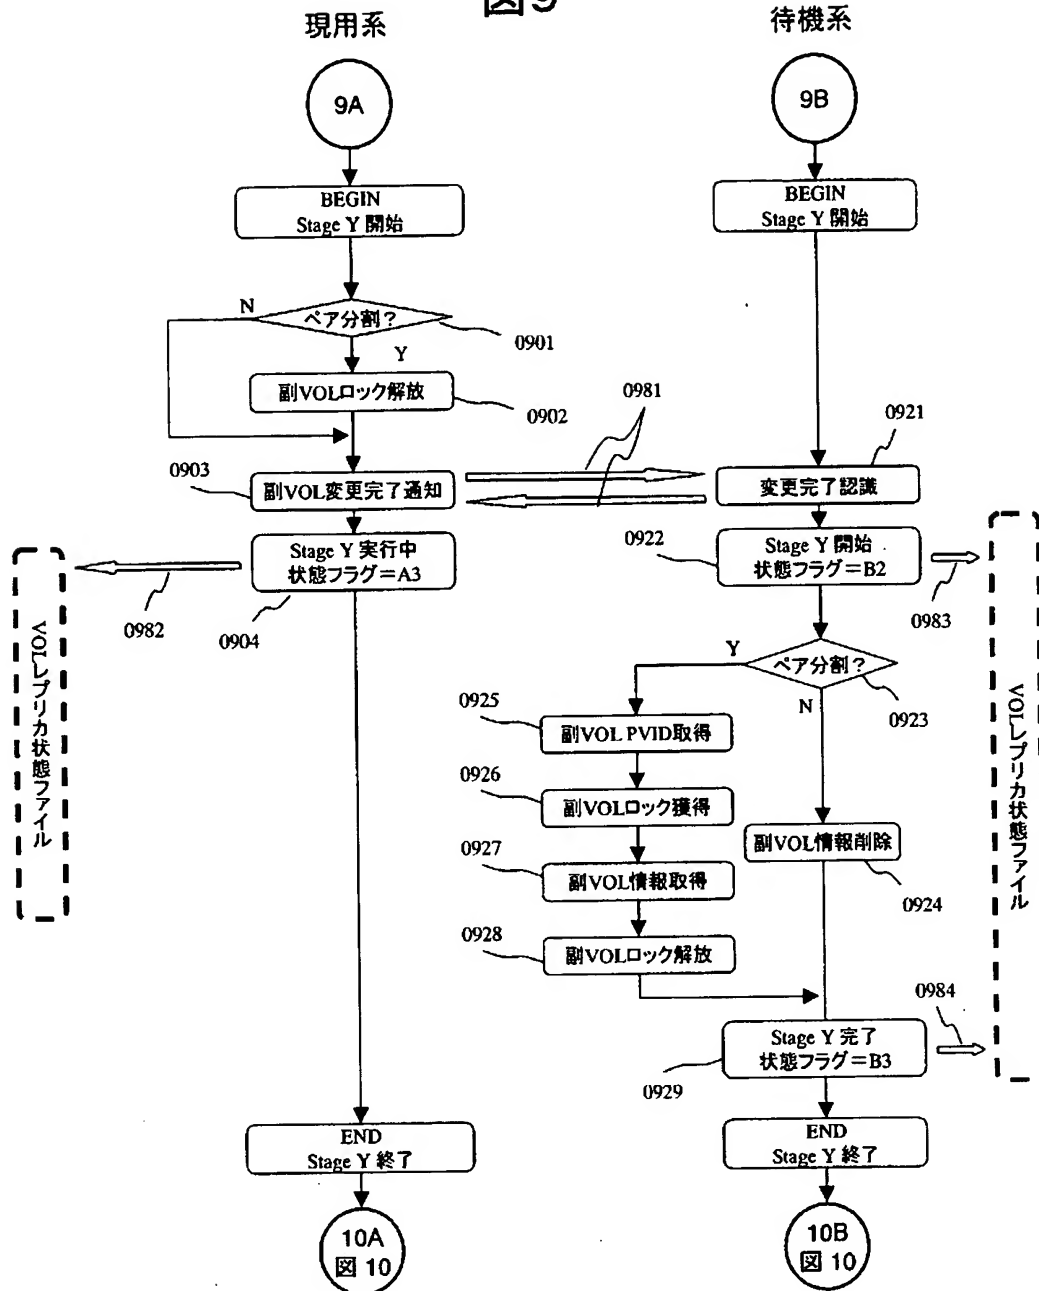 図9
現用系
待機系
9A
9B
BEGIN
Stage Y 開始
BEGIN
Stage Y 開始
N
ペア分割?
0901
Y
副VOLロック解放
0902
0981
0921
0903
副VOL変更完了通知
変更完了認識
0922
Stage Y 実行中
状態フラグ=A3
Stage Y 開始
状態フラグ=B2
0982
0904
0983
VOLレプリカ状態ファイル
Y
ペア分割?
N
0923
0925
副VOL PVID取得
0926
副VOLロック獲得
0927
副VOL情報削除
副VOL情報取得
0924
0928
副VOLロック解放
VOLレプリカ状態ファイル
0984
Stage Y 完了
状態フラグ=B3
0929
END
Stage Y 終了
END
Stage Y 終了
10A
図 10
10B
図 10